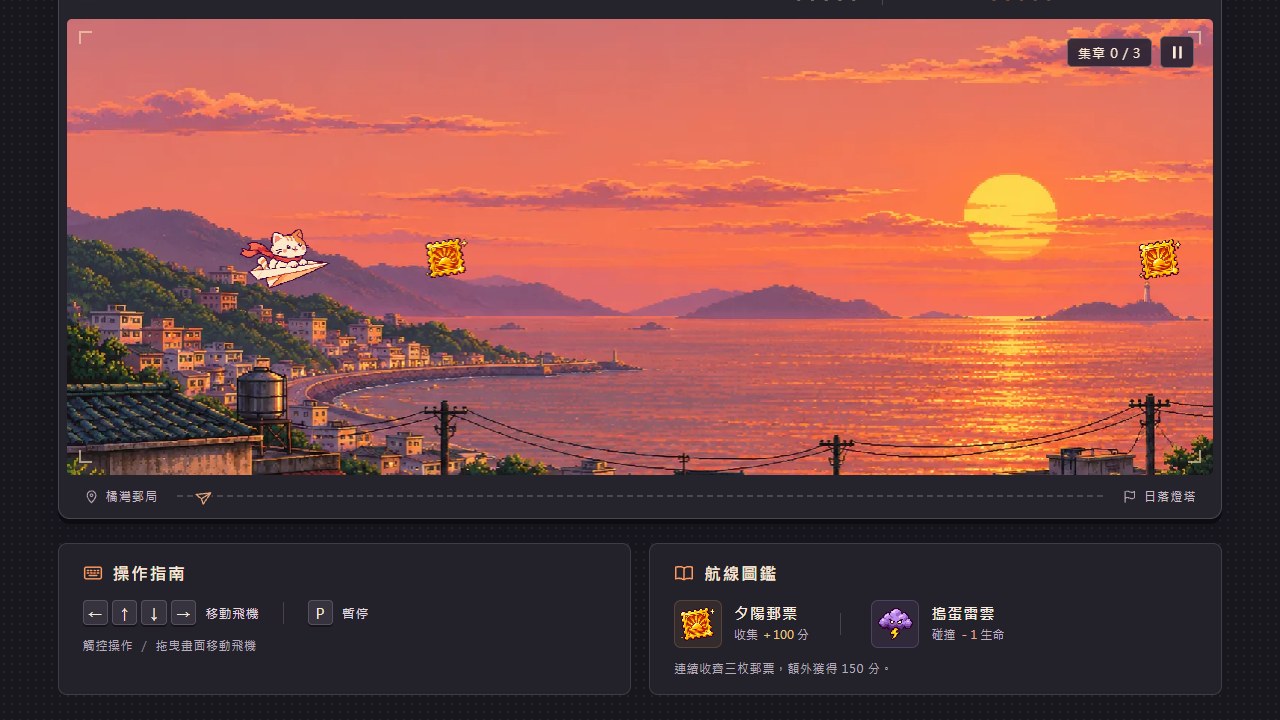 集章 0 / 3
橘灣郵局
日落燈塔
操作指南
← ↑ ↓ → 移動飛機
P 暫停
觸控操作 / 拖曳畫面移動飛機
航線圖鑑
夕陽郵票
收集 +100 分
搗蛋雷雲
碰撞 -1 生命
連續收齊三枚郵票，額外獲得 150 分。